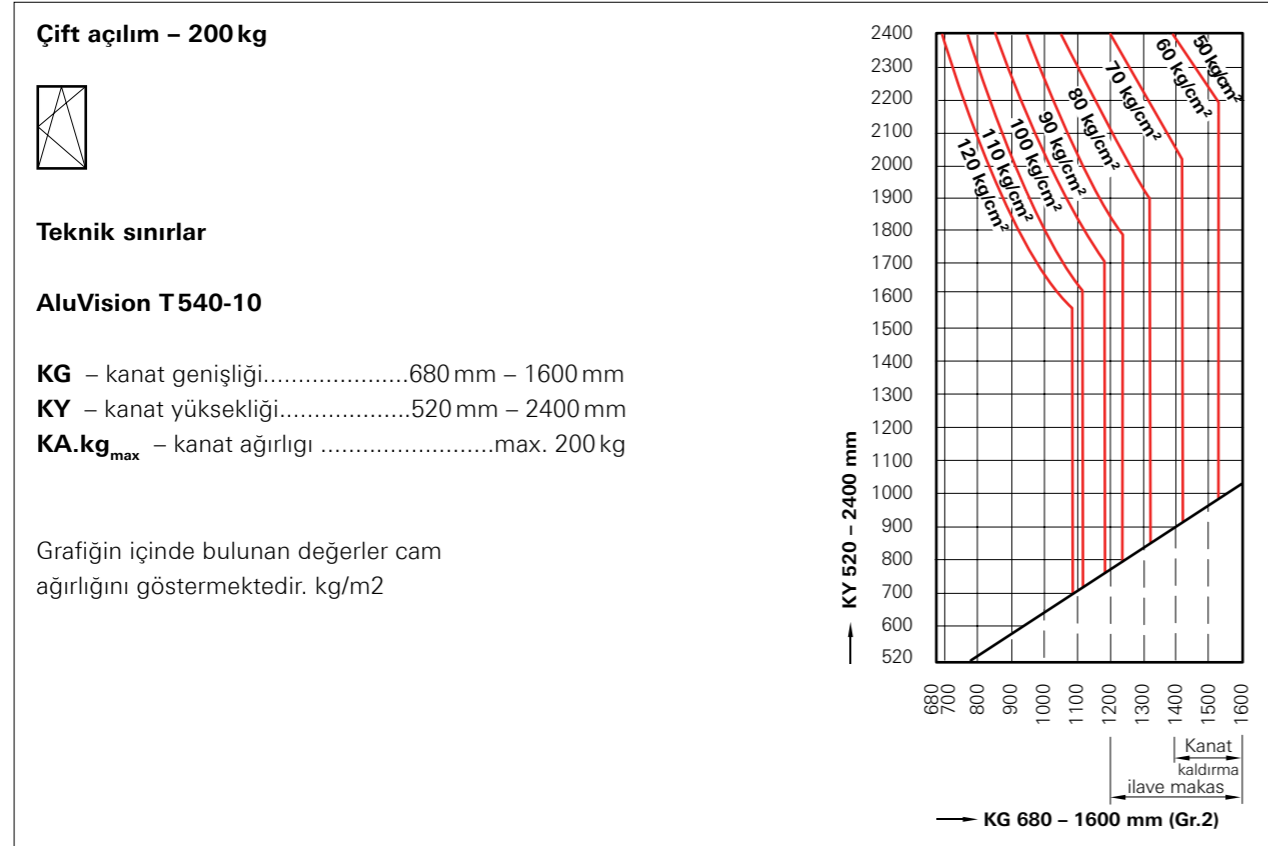 Çift açılım – 200 kg
Teknik sınırlar
AluVision T 540-10
KG – kanat genişliği.....................680 mm – 1600 mm
KY – kanat yüksekliği...................520 mm – 2400 mm
KA.kgmax – kanat ağırlıgı .........................max. 200 kg
Grafiğin içinde bulunan değerler cam
ağırlığını göstermektedir. kg/m2
2400
2300
2200
2100
2000
1900
1800
1700
1600
1500
1400
1300
1200
1100
1000
900
800
700
600
520
KY 520 – 2400 mm
120 kg/cm²
110 kg/cm²
100 kg/cm²
90 kg/cm²
80 kg/cm²
70 kg/cm²
60 kg/cm²
50 kg/cm²
680
700
800
900
1000
1100
1200
1300
1400
1500
1600
Kanat
kaldırma
ilave makas
KG 680 – 1600 mm (Gr.2)